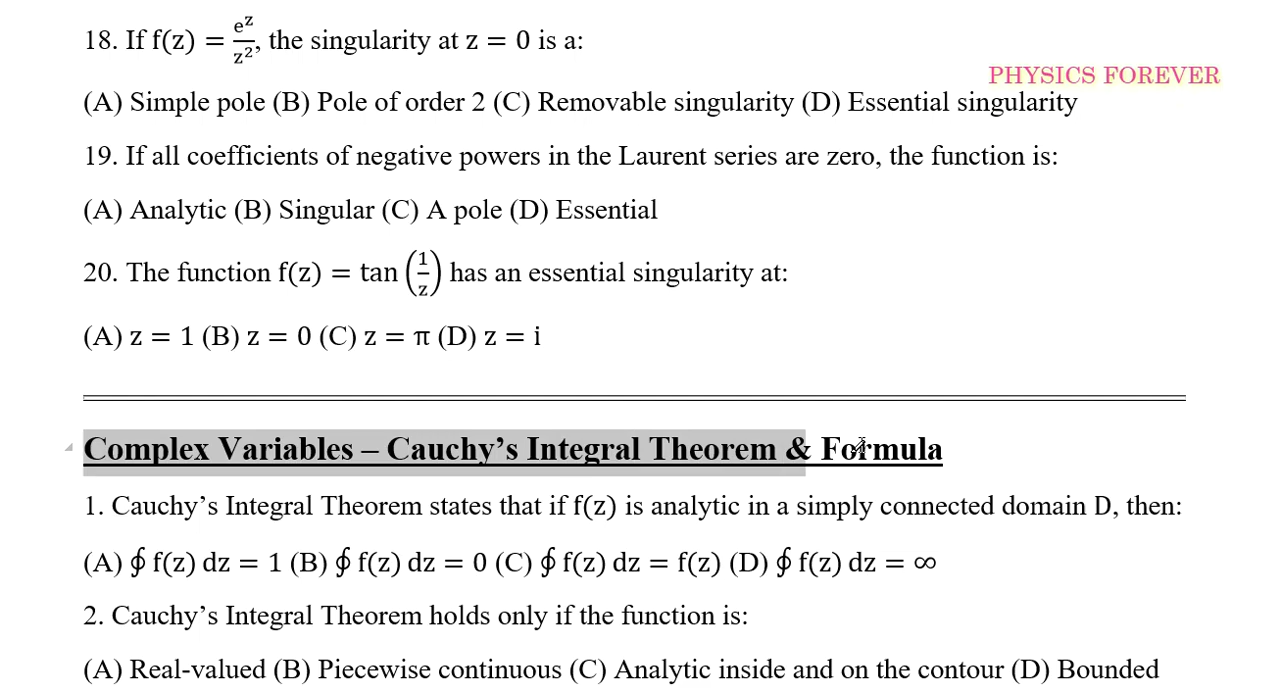 18. If f(z) = e^z/z², the singularity at z = 0 is a:
PHYSICS FOREVER
(A) Simple pole (B) Pole of order 2 (C) Removable singularity (D) Essential singularity
19. If all coefficients of negative powers in the Laurent series are zero, the function is:
(A) Analytic (B) Singular (C) A pole (D) Essential
20. The function f(z) = tan (1/z) has an essential singularity at:
(A) z = 1 (B) z = 0 (C) z = π (D) z = i
Complex Variables – Cauchy’s Integral Theorem & Formula
1. Cauchy’s Integral Theorem states that if f(z) is analytic in a simply connected domain D, then:
(A) ∮ f(z) dz = 1 (B) ∮ f(z) dz = 0 (C) ∮ f(z) dz = f(z) (D) ∮ f(z) dz = ∞
2. Cauchy’s Integral Theorem holds only if the function is:
(A) Real-valued (B) Piecewise continuous (C) Analytic inside and on the contour (D) Bounded